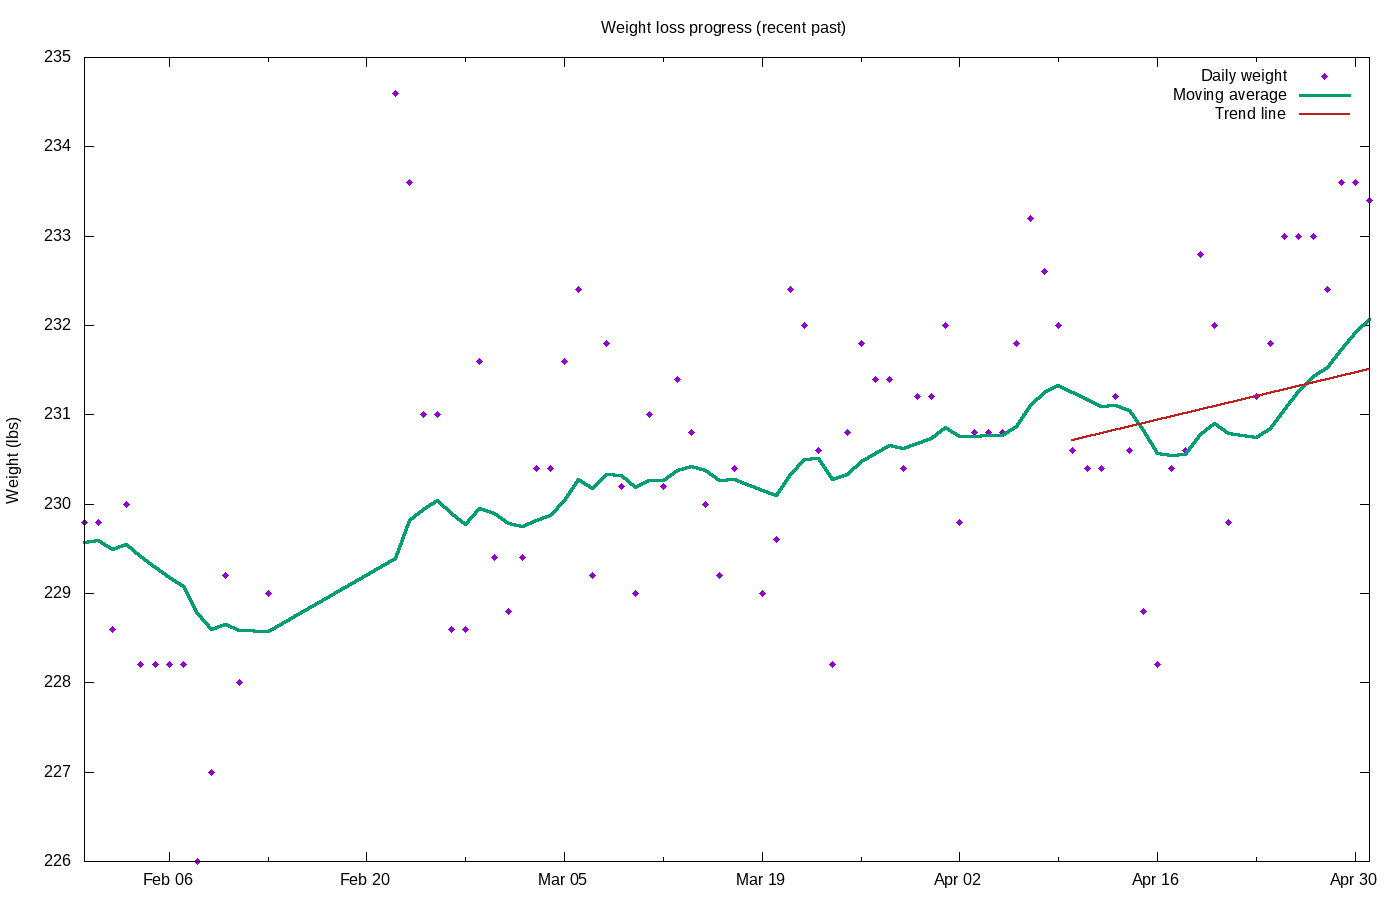 Weight loss progress (recent past)
235
234
233
232
231
230
229
228
227
226
Weight (lbs)
Daily weight
Moving average
Trend line
Feb 06
Feb 20
Mar 05
Mar 19
Apr 02
Apr 16
Apr 30